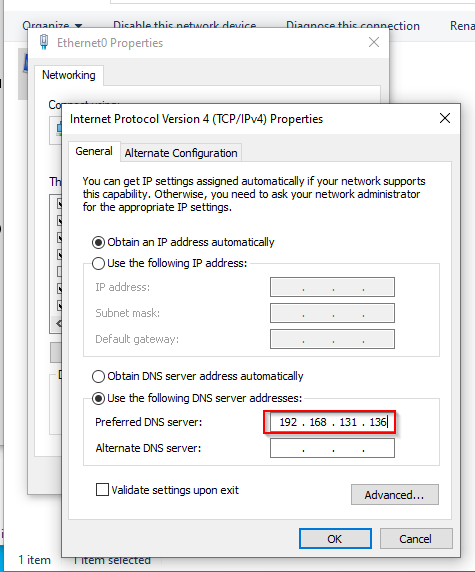 Organize
Disable this network device
Diagnose this connection
Rename
Ethernet0 Properties
Networking
Connect using:
Internet Protocol Version 4 (TCP/IPv4) Properties
General
Alternate Configuration
You can get IP settings assigned automatically if your network supports
this capability. Otherwise, you need to ask your network administrator
for the appropriate IP settings.
Obtain an IP address automatically
Use the following IP address:
IP address:
. . .
Subnet mask:
. . .
Default gateway:
. . .
Obtain DNS server address automatically
Use the following DNS server addresses:
Preferred DNS server:
192 . 168 . 131 . 136
Alternate DNS server:
. . .
Validate settings upon exit
Advanced...
OK
Cancel
1 item
1 item selected